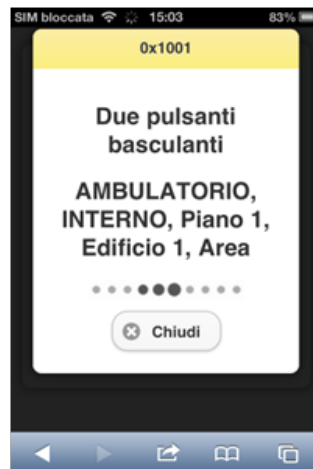 SIM bloccata 15:03 83%
0x1001
Due pulsanti
basculanti
AMBULATORIO,
INTERNO, Piano 1,
Edificio 1, Area
Chiudi